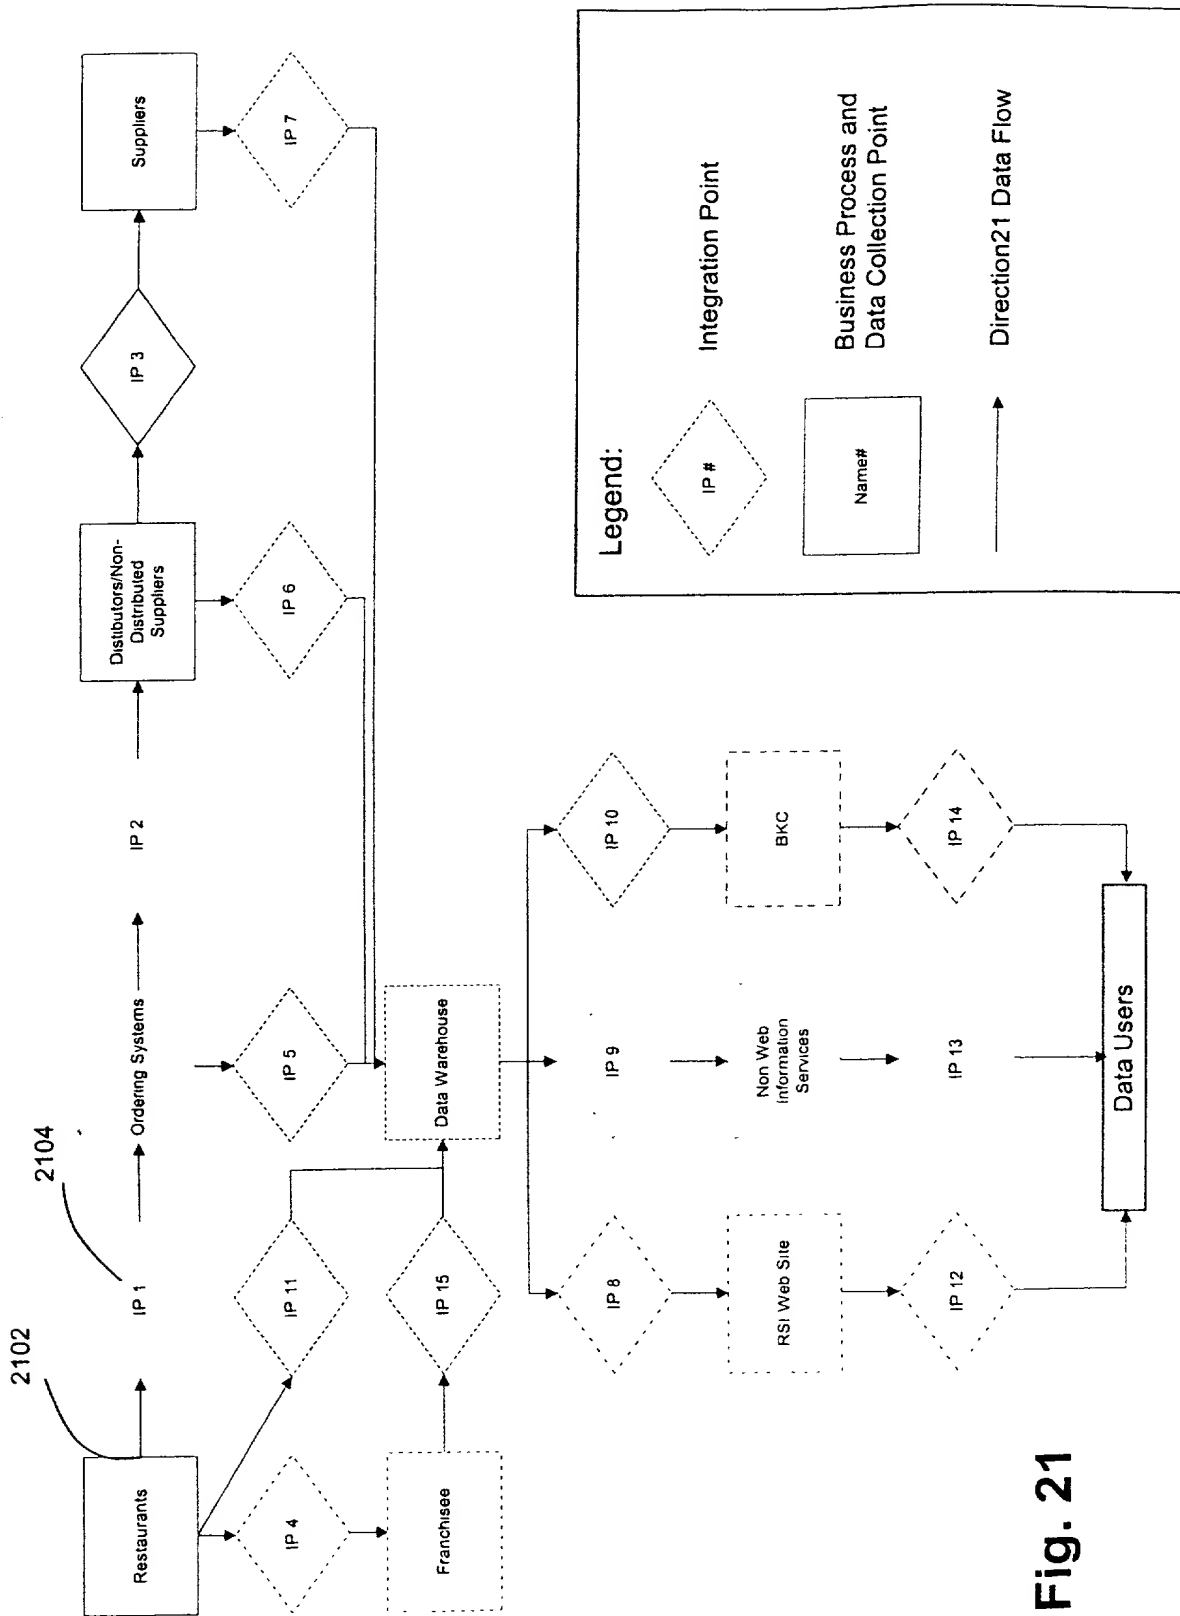 2102
2104
Restaurants
IP 1
Ordering Systems
IP 2
Distibutors/Non-
Distributed
Suppliers
IP 3
Suppliers
IP 4
IP 11
IP 5
IP 6
IP 7
Franchisee
IP 15
Data Warehouse
IP 8
IP 9
IP 10
RSI Web Site
Non Web
Information
Services
BKC
IP 12
IP 13
IP 14
Data Users
Legend:
IP #
Integration Point
Name#
Business Process and
Data Collection Point
Direction21 Data Flow
Fig. 21